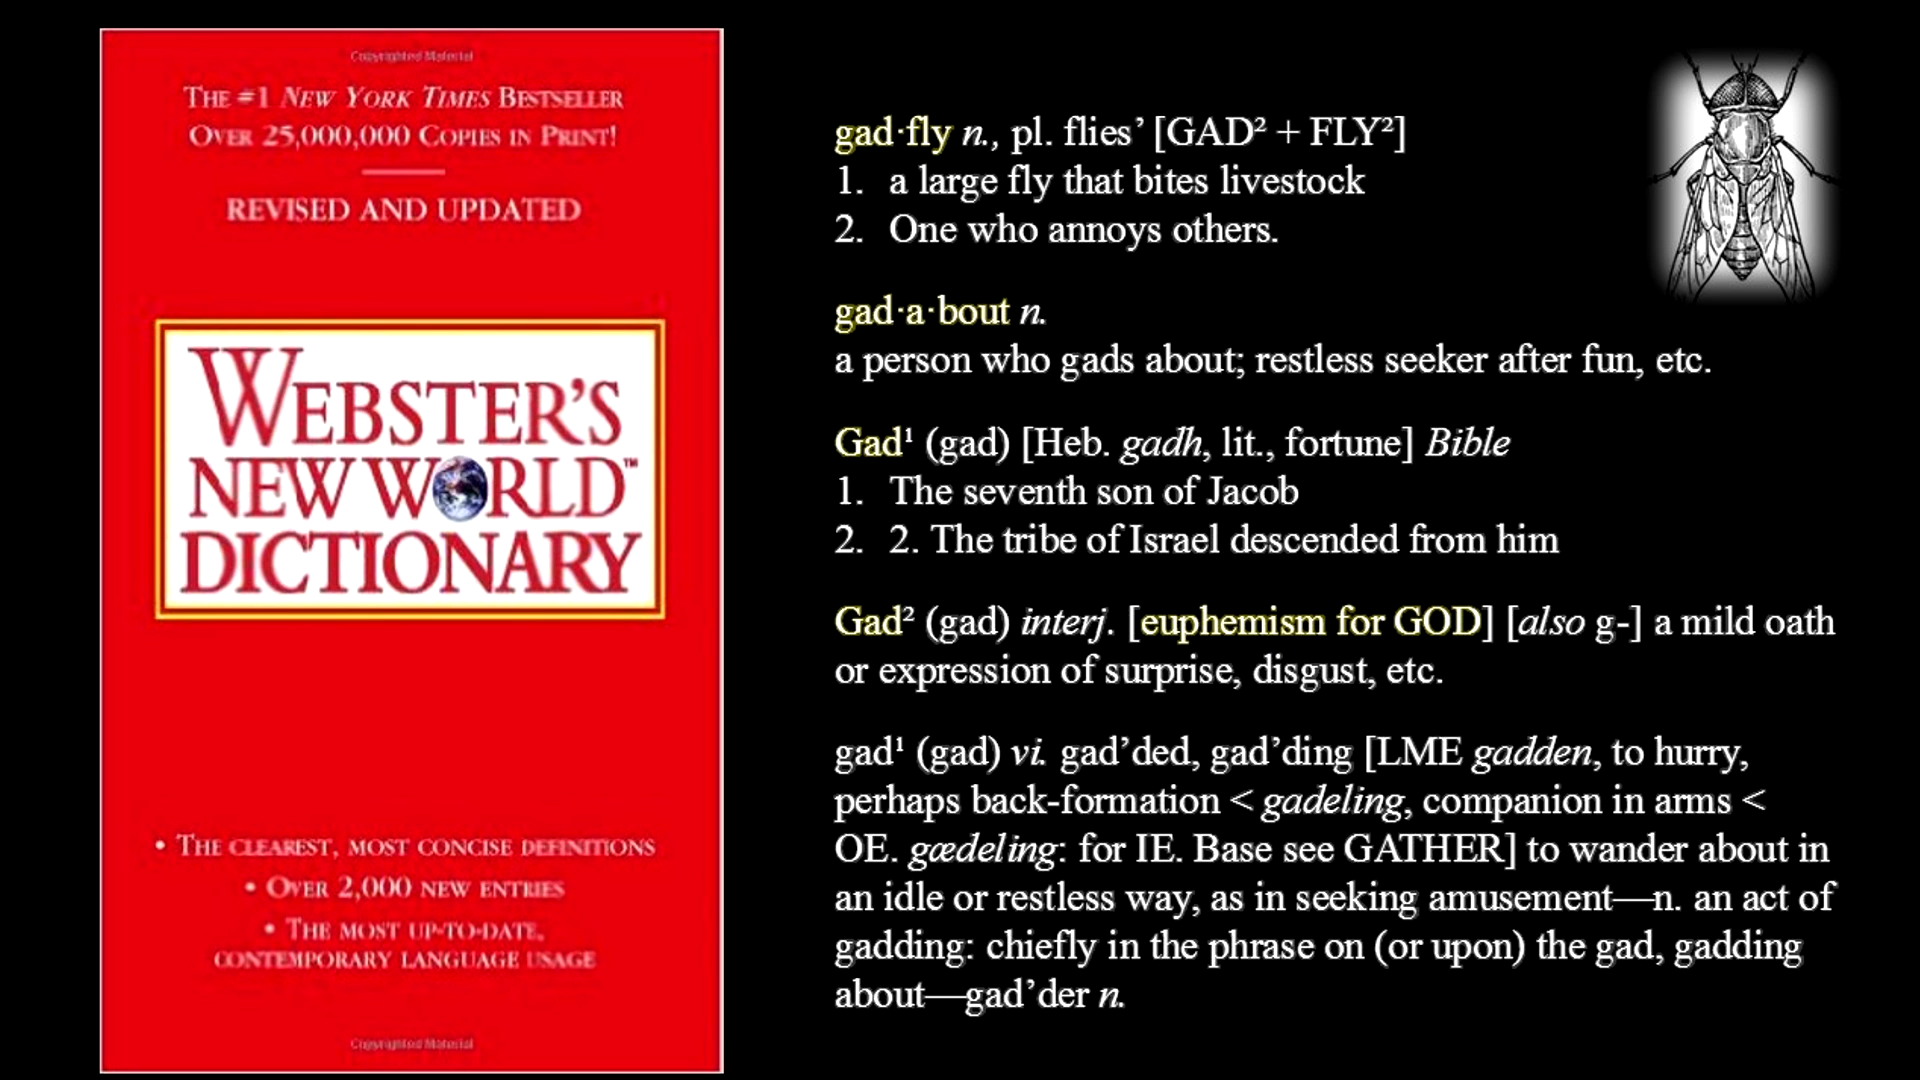 Copyrighted Material
THE #1 NEW YORK TIMES BESTSELLER
OVER 25,000,000 COPIES IN PRINT!
REVISED AND UPDATED
WEBSTER'S
NEW WORLD™
DICTIONARY
• THE CLEAREST, MOST CONCISE DEFINITIONS
• OVER 2,000 NEW ENTRIES
• THE MOST UP-TO-DATE,
CONTEMPORARY LANGUAGE USAGE
Copyrighted Material
gad·fly n., pl. flies’ [GAD² + FLY²]
1. a large fly that bites livestock
2. One who annoys others.
gad·a·bout n.
a person who gads about; restless seeker after fun, etc.
Gad¹ (gad) [Heb. gadh, lit., fortune] Bible
1. The seventh son of Jacob
2. 2. The tribe of Israel descended from him
Gad² (gad) interj. [euphemism for GOD] [also g-] a mild oath
or expression of surprise, disgust, etc.
gad¹ (gad) vi. gad’ded, gad’ding [LME gadden, to hurry,
perhaps back-formation < gadeling, companion in arms <
OE. gædeling: for IE. Base see GATHER] to wander about in
an idle or restless way, as in seeking amusement—n. an act of
gadding: chiefly in the phrase on (or upon) the gad, gadding
about—gad’der n.